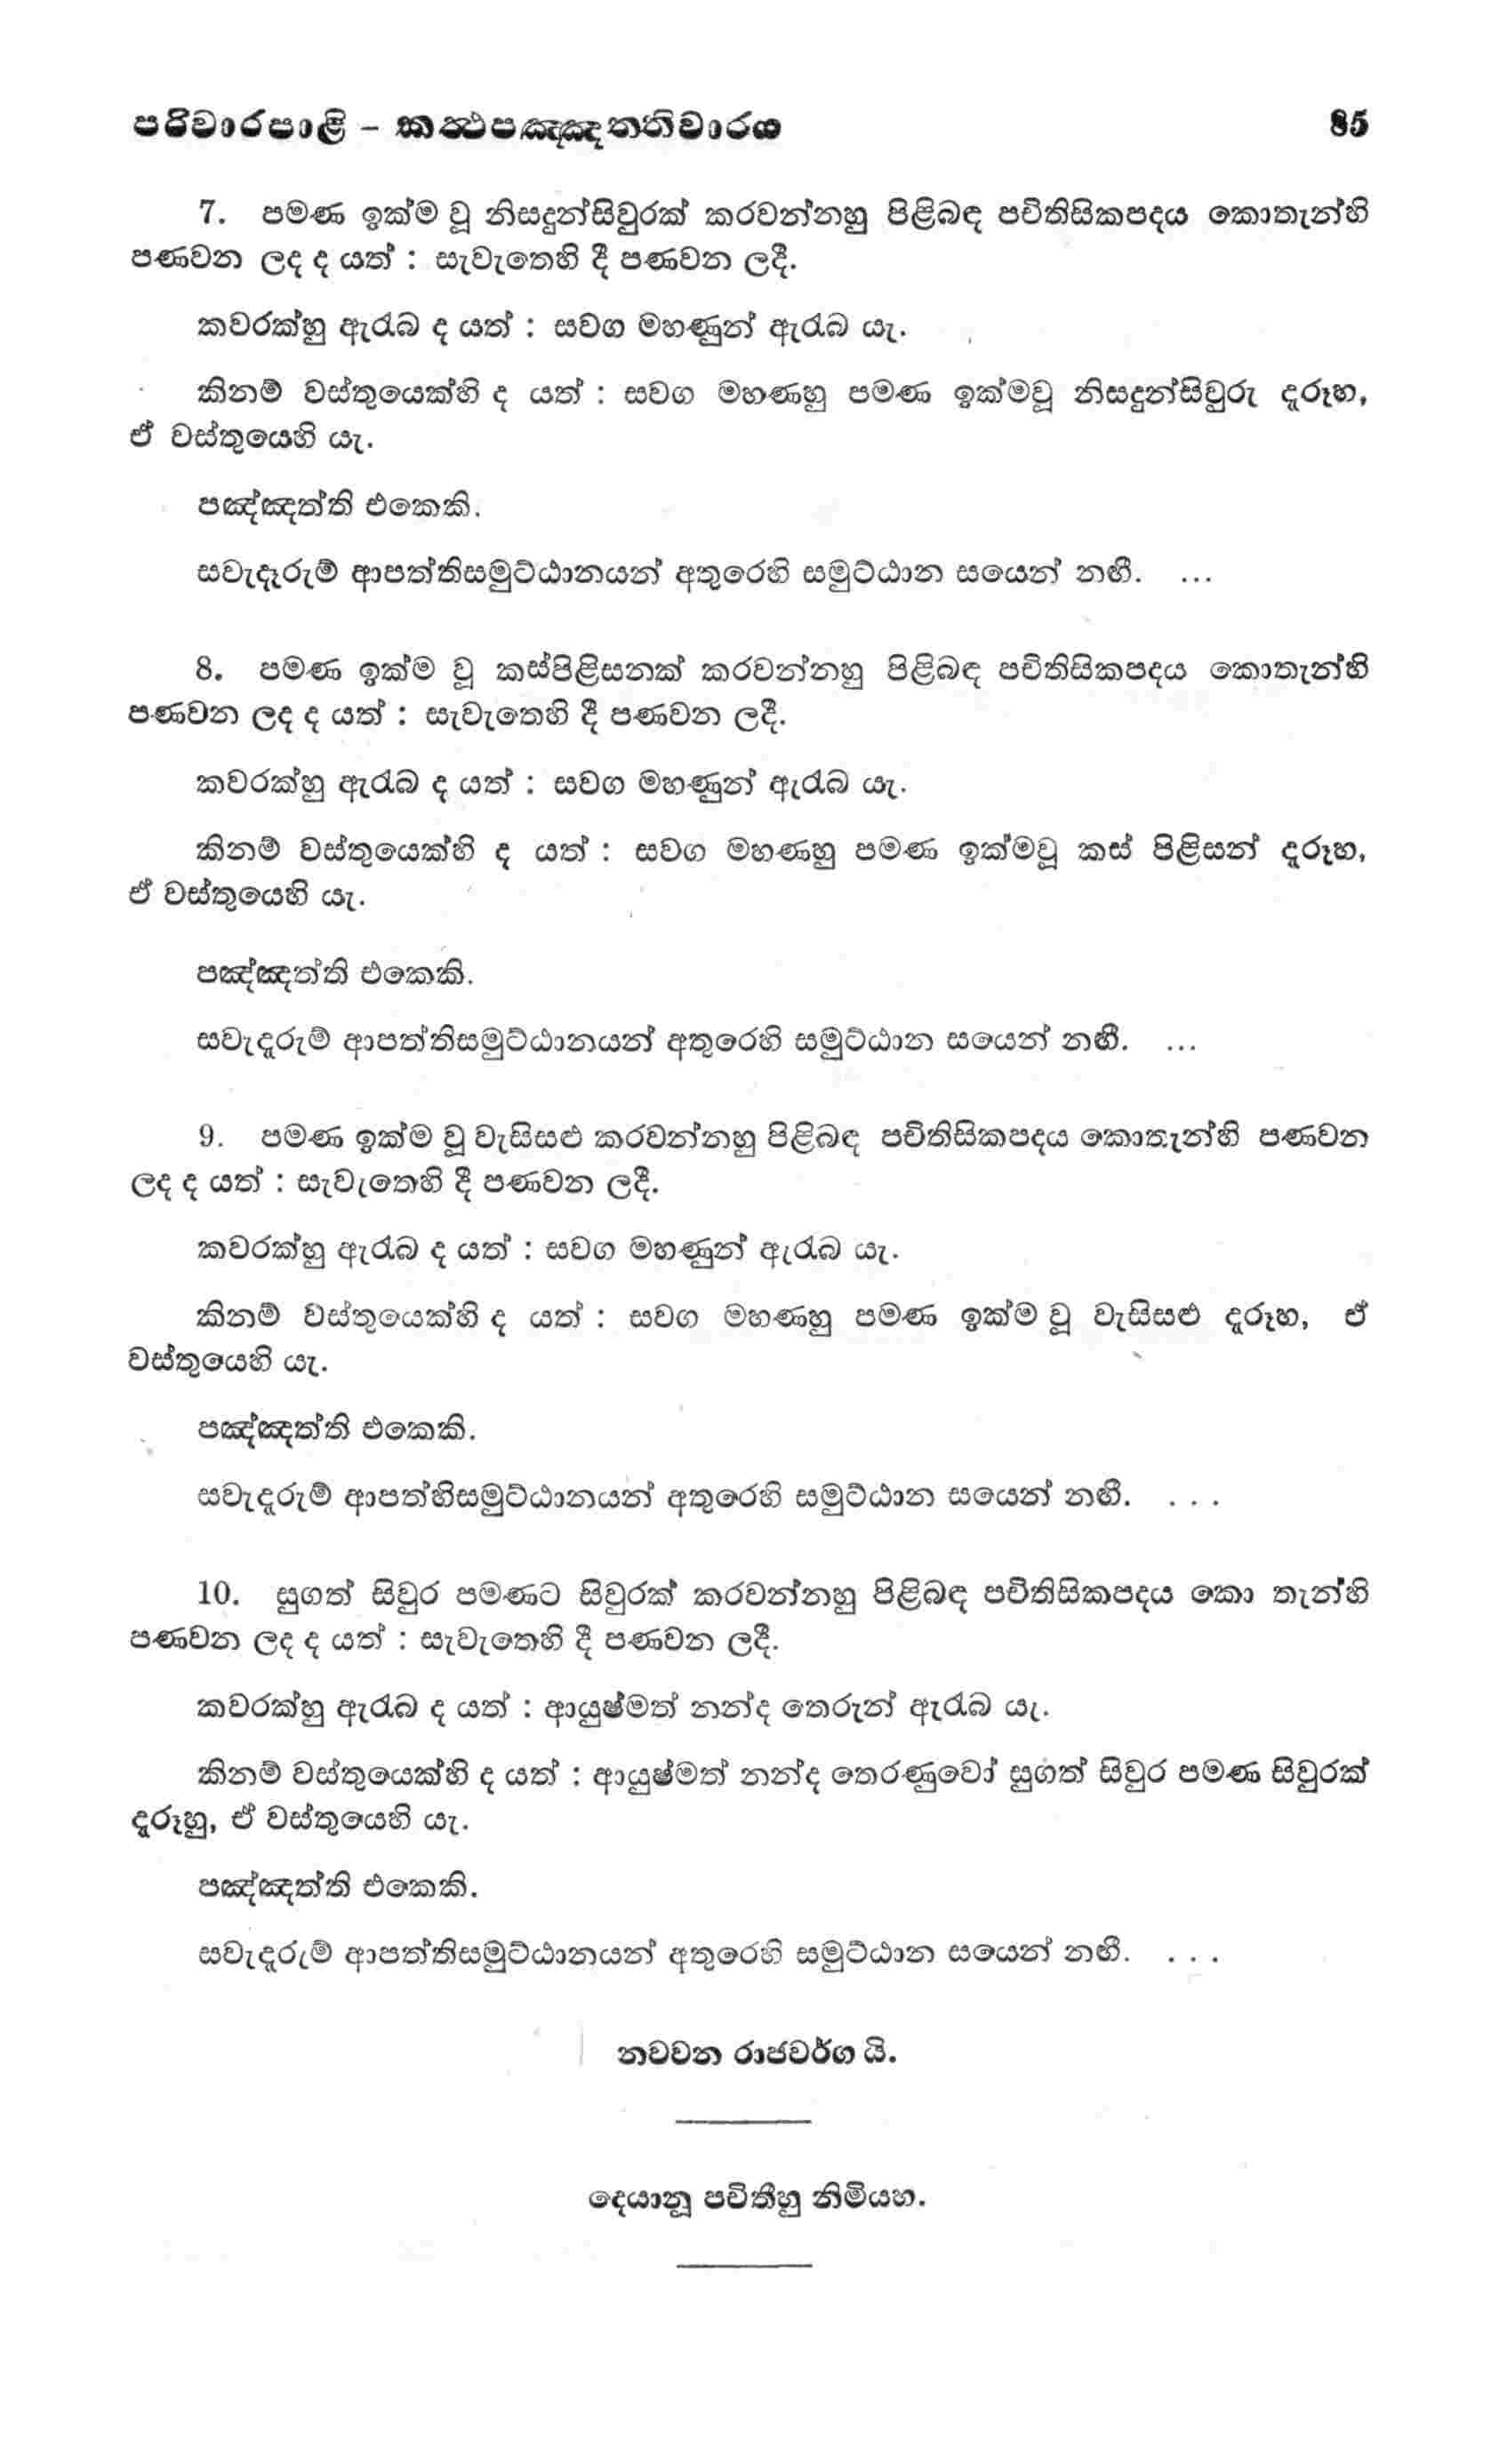 පරිවාරපාළි – කත්‍ථපඤ්ඤත්තිවාරය 85
7. පමණ ඉක්ම වූ නිසදුන්සිවුරක් කරවන්නහු පිළිබඳ පචිතිසිකපදය කොතැන්හි
පණවන ලද ද යත් : සැවැතෙහි දී පණවන ලදී.
කවරක්හු ඇරැබ ද යත් : සවග මහණුන් ඇරැබ යැ.
කිනම් වස්තුයෙක්හි ද යත් : සවග මහණහු පමණ ඉක්මවූ නිසදුන්සිවුරු දැරූහ,
ඒ වස්තුයෙහි යැ.
පඤ්ඤත්ති එකෙකි.
සවැදෑරුම් ආපත්තිසමුට්ඨානයන් අතුරෙහි සමුට්ඨාන සයෙන් නඟී. ...
8. පමණ ඉක්ම වූ කස්පිළිසනක් කරවන්නහු පිළිබඳ පචිතිසිකපදය කොතැන්හි
පණවන ලද ද යත් : සැවැතෙහි දී පණවන ලදී.
කවරක්හු ඇරැබ ද යත් : සවග මහණුන් ඇරැබ යැ.
කිනම් වස්තුයෙක්හි ද යත් : සවග මහණහු පමණ ඉක්මවූ කස් පිළිසන් දැරූහ,
ඒ වස්තුයෙහි යැ.
පඤ්ඤත්ති එකෙකි.
සවැදෑරුම් ආපත්තිසමුට්ඨානයන් අතුරෙහි සමුට්ඨාන සයෙන් නඟී. ...
9. පමණ ඉක්ම වූ වැසිසළු කරවන්නහු පිළිබඳ පචිතිසිකපදය කොතැන්හි පණවන
ලද ද යත් : සැවැතෙහි දී පණවන ලදී.
කවරක්හු ඇරැබ ද යත් : සවග මහණුන් ඇරැබ යැ.
කිනම් වස්තුයෙක්හි ද යත් : සවග මහණහු පමණ ඉක්ම වූ වැසිසළු දැරූහ, ඒ
වස්තුයෙහි යැ.
පඤ්ඤත්ති එකෙකි.
සවැදෑරුම් ආපත්හිසමුට්ඨානයන් අතුරෙහි සමුට්ඨාන සයෙන් නඟී. . . .
10. සුගත් සිවුර පමණට සිවුරක් කරවන්නහු පිළිබඳ පචිතිසිකපදය කො තැන්හි
පණවන ලද ද යත් : සැවැතෙහි දී පණවන ලදී.
කවරක්හු ඇරැබ ද යත් : ආයුෂ්මත් නන්ද තෙරුන් ඇරැබ යැ.
කිනම් වස්තුයෙක්හි ද යත් : ආයුෂ්මත් නන්ද තෙරණුවෝ සුගත් සිවුර පමණ සිවුරක්
දැරූහු, ඒ වස්තුයෙහි යැ.
පඤ්ඤත්ති එකෙකි.
සවැදෑරුම් ආපත්තිසමුට්ඨානයන් අතුරෙහි සමුට්ඨාන සයෙන් නඟී. . . .
නවවන රාජවර්ග යි.
දෙයානූ පචිතීහු නිමියහ.